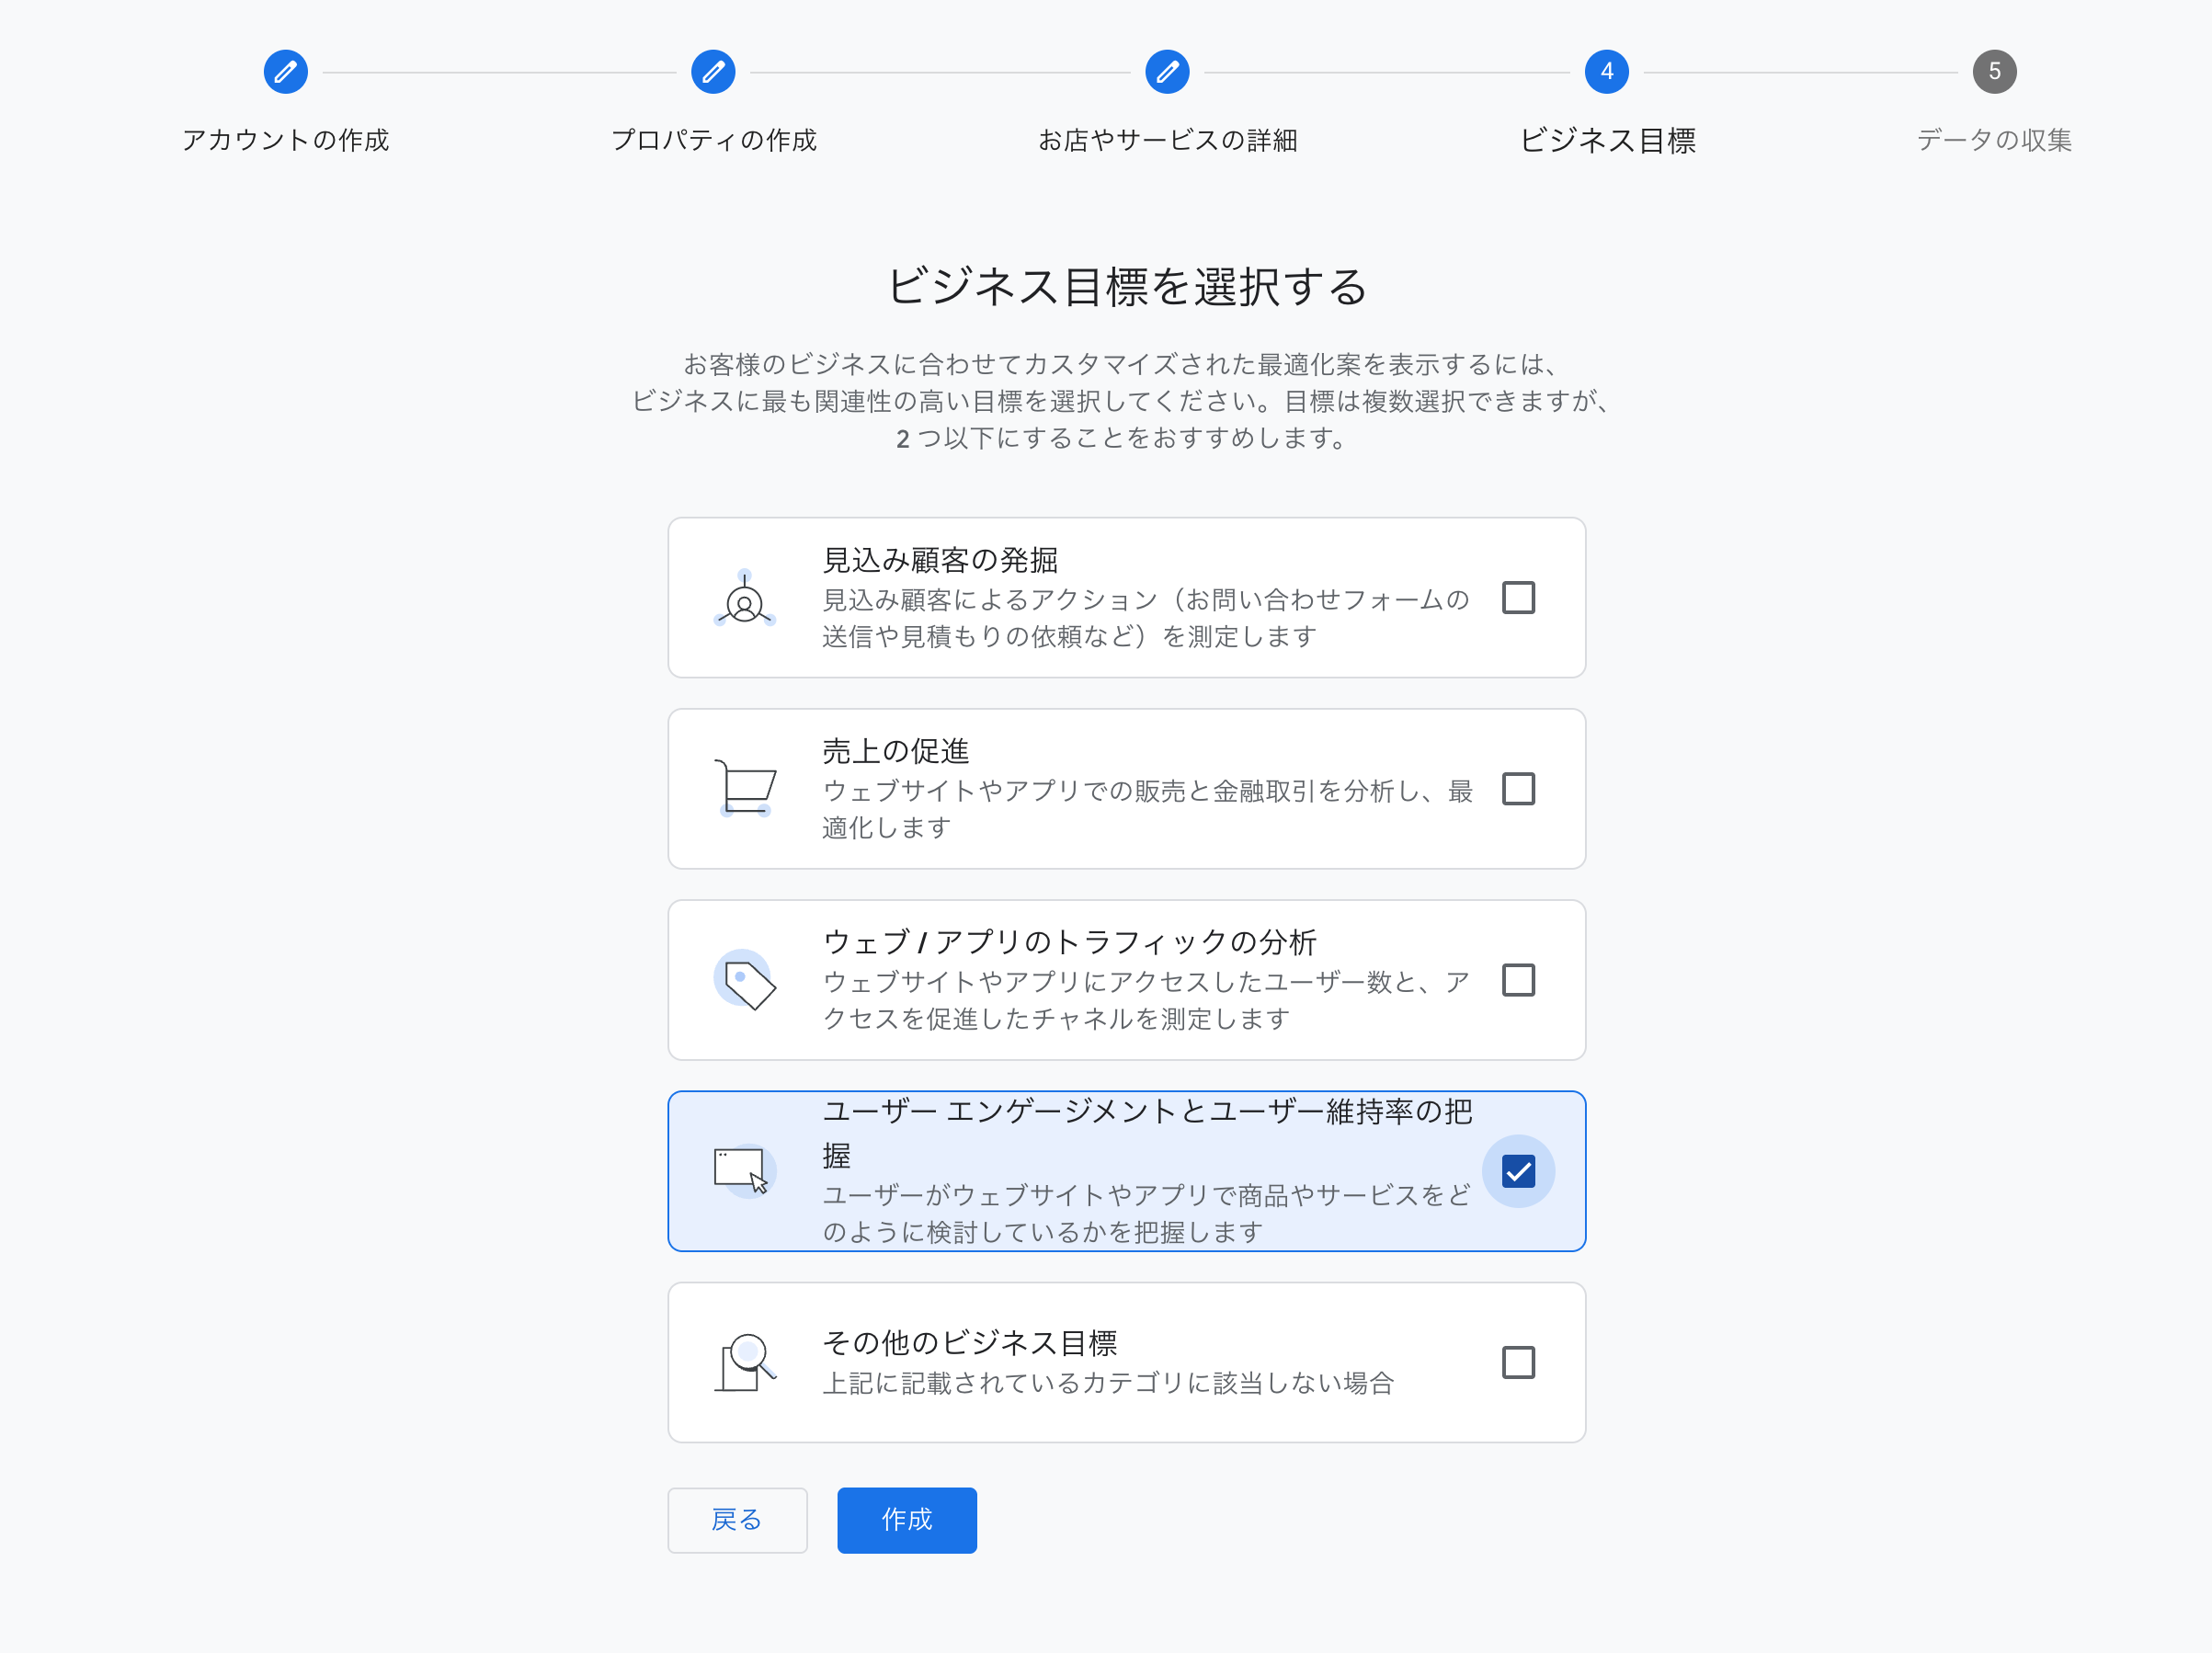 4
5
アカウントの作成
プロパティの作成
お店やサービスの詳細
ビジネス目標
データの収集
ビジネス目標を選択する
お客様のビジネスに合わせてカスタマイズされた最適化案を表示するには、
ビジネスに最も関連性の高い目標を選択してください。目標は複数選択できますが、
2 つ以下にすることをおすすめします。
見込み顧客の発掘
見込み顧客によるアクション（お問い合わせフォームの
送信や見積もりの依頼など）を測定します
売上の促進
ウェブサイトやアプリでの販売と金融取引を分析し、最
適化します
ウェブ / アプリのトラフィックの分析
ウェブサイトやアプリにアクセスしたユーザー数と、ア
クセスを促進したチャネルを測定します
ユーザー エンゲージメントとユーザー維持率の把
握
ユーザーがウェブサイトやアプリで商品やサービスをど
のように検討しているかを把握します
その他のビジネス目標
上記に記載されているカテゴリに該当しない場合
戻る
作成